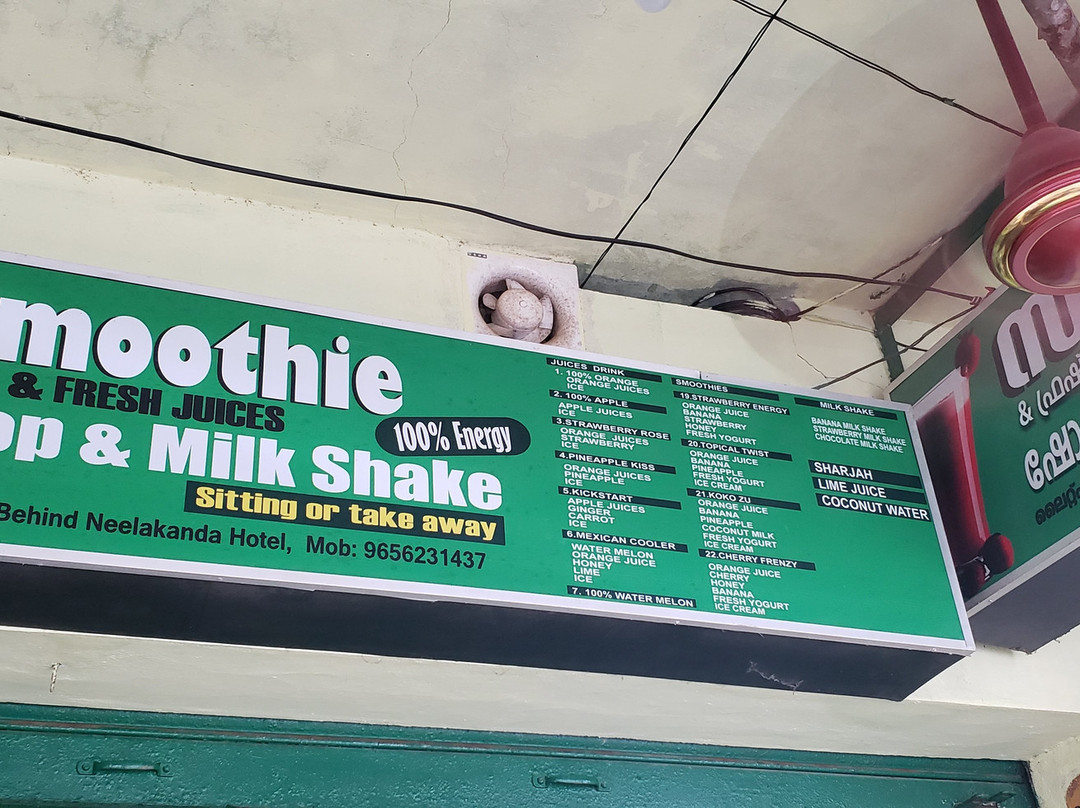 moothie
& FRESH JUICES
100% Energy
op & Milk Shake
Sitting or take away
Behind Neelakanda Hotel, Mob: 9656231437
JUICES DRINK
1. 100% ORANGE
ORANGE JUICES
ICE
2. 100% APPLE
APPLE JUICES
ICE
3.STRAWBERRY ROSE
ORANGE JUICES
STRAWBERRY
ICE
4.PINEAPPLE KISS
ORANGE JUICES
PINEAPPLE
ICE
5.KICKSTART
APPLE JUICES
GINGER
CARROT
ICE
6.MEXICAN COOLER
WATER MELON
ORANGE JUICE
HONEY
LIME
ICE
7. 100% WATER MELON
SMOOTHIES
19.STRAWBERRY ENERGY
ORANGE JUICE
BANANA
STRAWBERRY
HONEY
FRESH YOGURT
20.TOPICAL TWIST
ORANGE JUICE
BANANA
PINEAPPLE
FRESH YOGURT
ICE CREAM
21.KOKO ZU
ORANGE JUICE
BANANA
PINEAPPLE
COCONUT MILK
FRESH YOGURT
ICE CREAM
22.CHERRY FRENZY
ORANGE JUICE
CHERRY
HONEY
BANANA
FRESH YOGURT
ICE CREAM
MILK SHAKE
BANANA MILK SHAKE
STRAWBERRY MILK SHAKE
CHOCOLATE MILK SHAKE
SHARJAH
LIME JUICE
COCONUT WATER